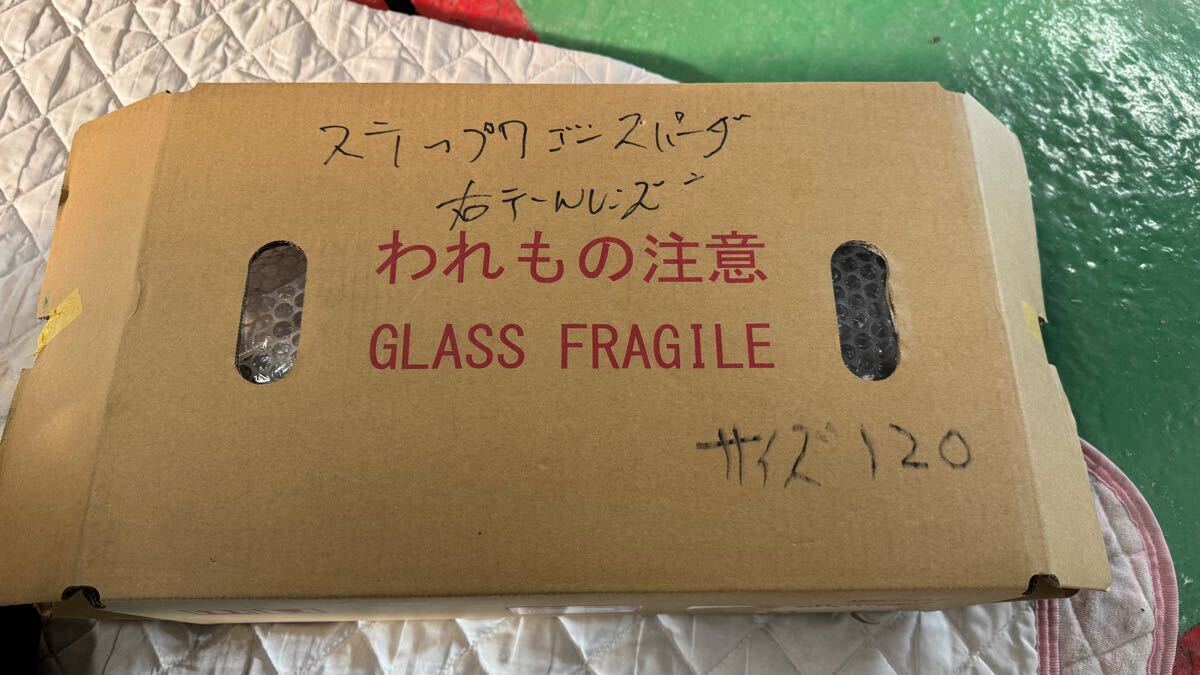 ステップワゴンスパーダ
右テールレンズ
われもの注意
GLASS FRAGILE
サイズ120